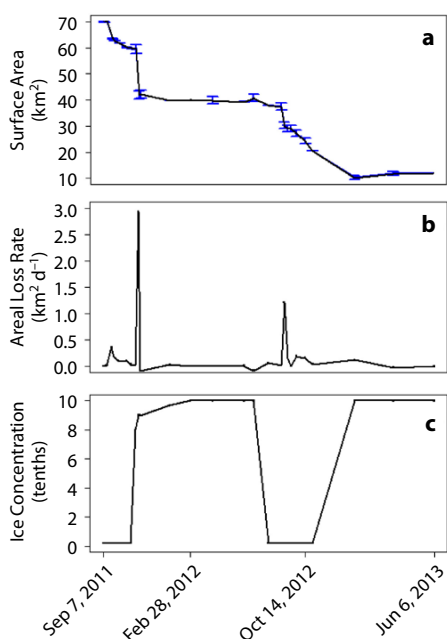 a
Surface Area
(km²)
70
60
50
40
30
20
10
b
Areal Loss Rate
(km² d⁻¹)
3.0
2.5
2.0
1.5
1.0
0.5
0.0
c
Ice Concentration
(tenths)
10
8
6
4
2
0
Sep 7, 2011
Feb 28, 2012
Oct 14, 2012
Jun 6, 2013